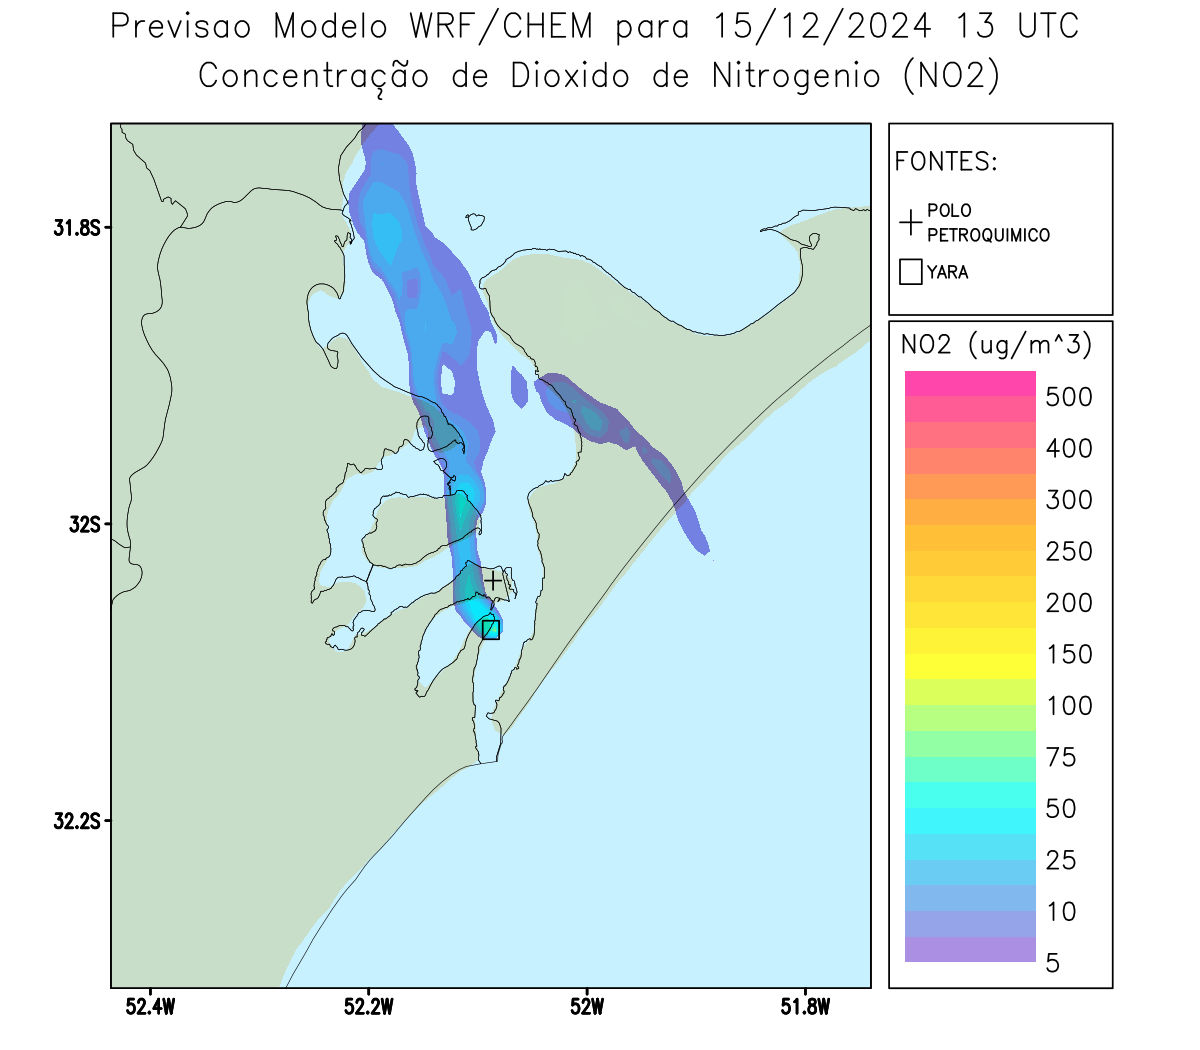 Previsao Modelo WRF/CHEM para 15/12/2024 13 UTC
Concentração de Dioxido de Nitrogenio (NO2)
FONTES:
POLO
PETROQUIMICO
YARA
NO2 (ug/m^3)
500
400
300
250
200
150
100
75
50
25
10
5
31.8S
32S
32.2S
52.4W
52.2W
52W
51.8W